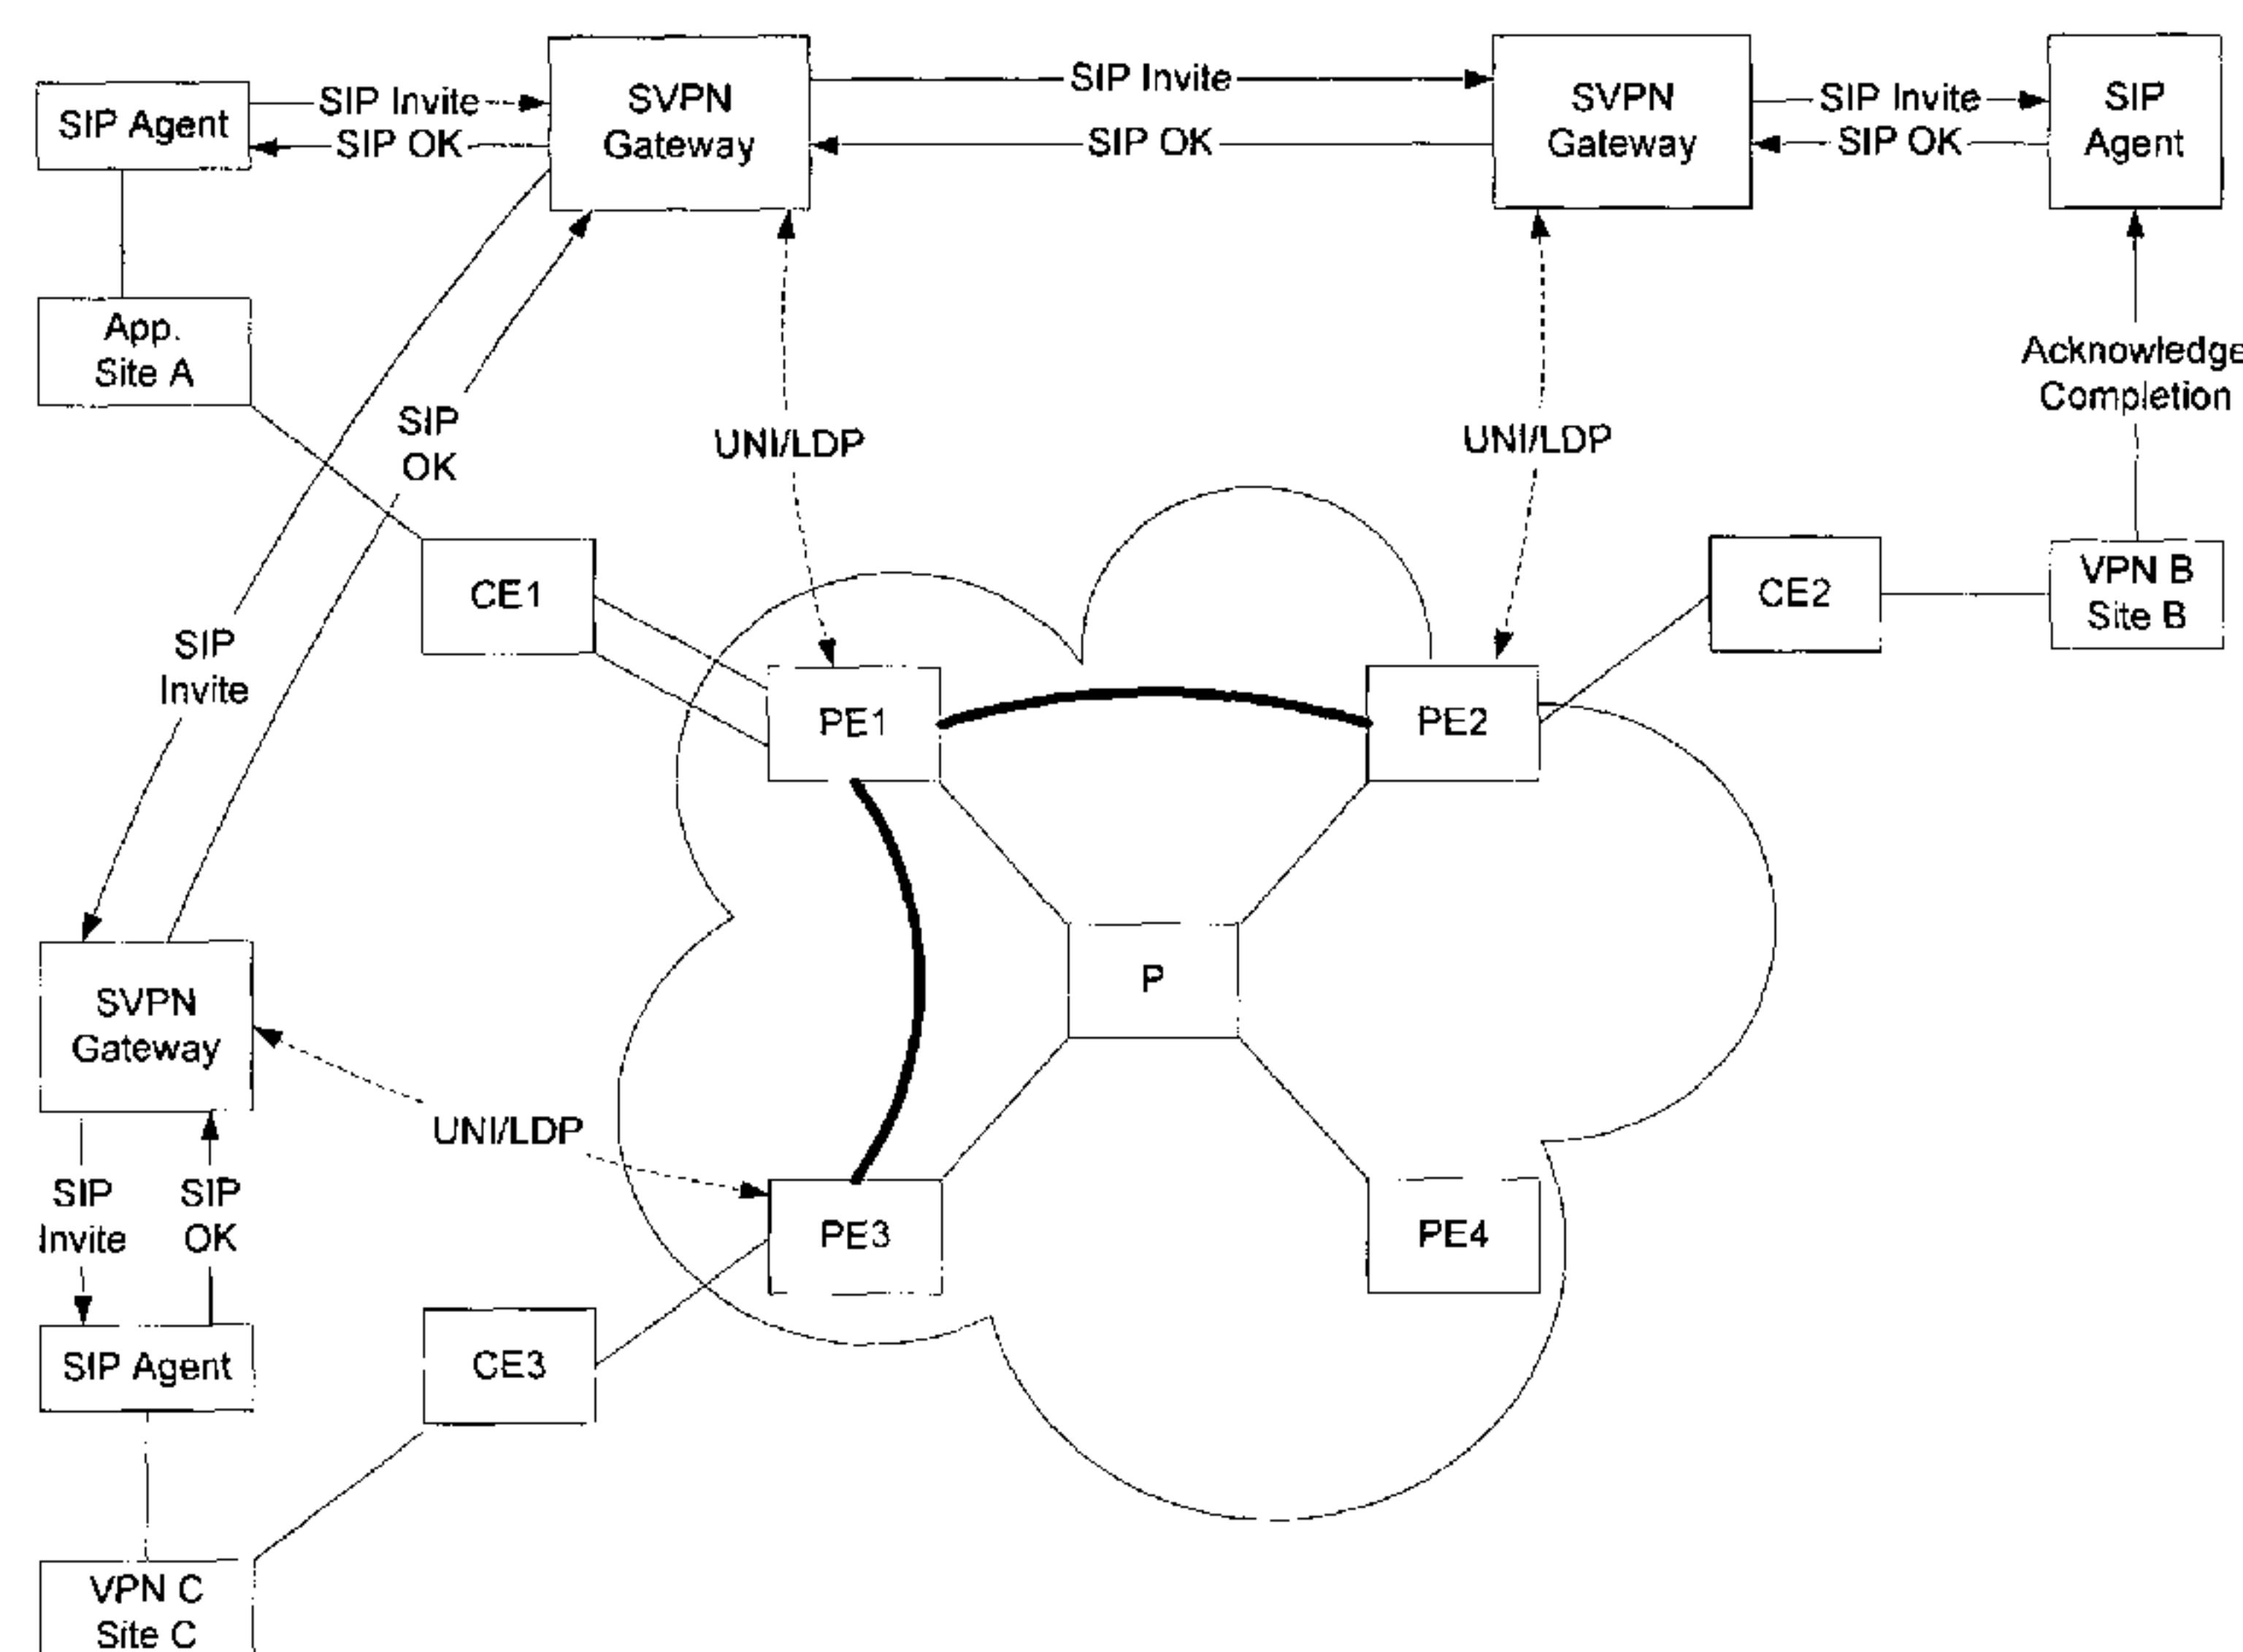 SIP Invite
SVPN
Gateway
SVPN
Gateway
SIP
Agent
SIP Agent
SIP Invite
SIP OK
SIP OK
SIP Invite
SIP OK
App.
Site A
SIP
OK
UNI/LDP
UNI/LDP
Acknowledge
Completion
CE1
CE2
VPN B
Site B
SIP
Invite
PE1
PE2
P
SVPN
Gateway
UNI/LDP
SIP
Invite
SIP
OK
PE3
PE4
SIP Agent
CE3
VPN C
Site C